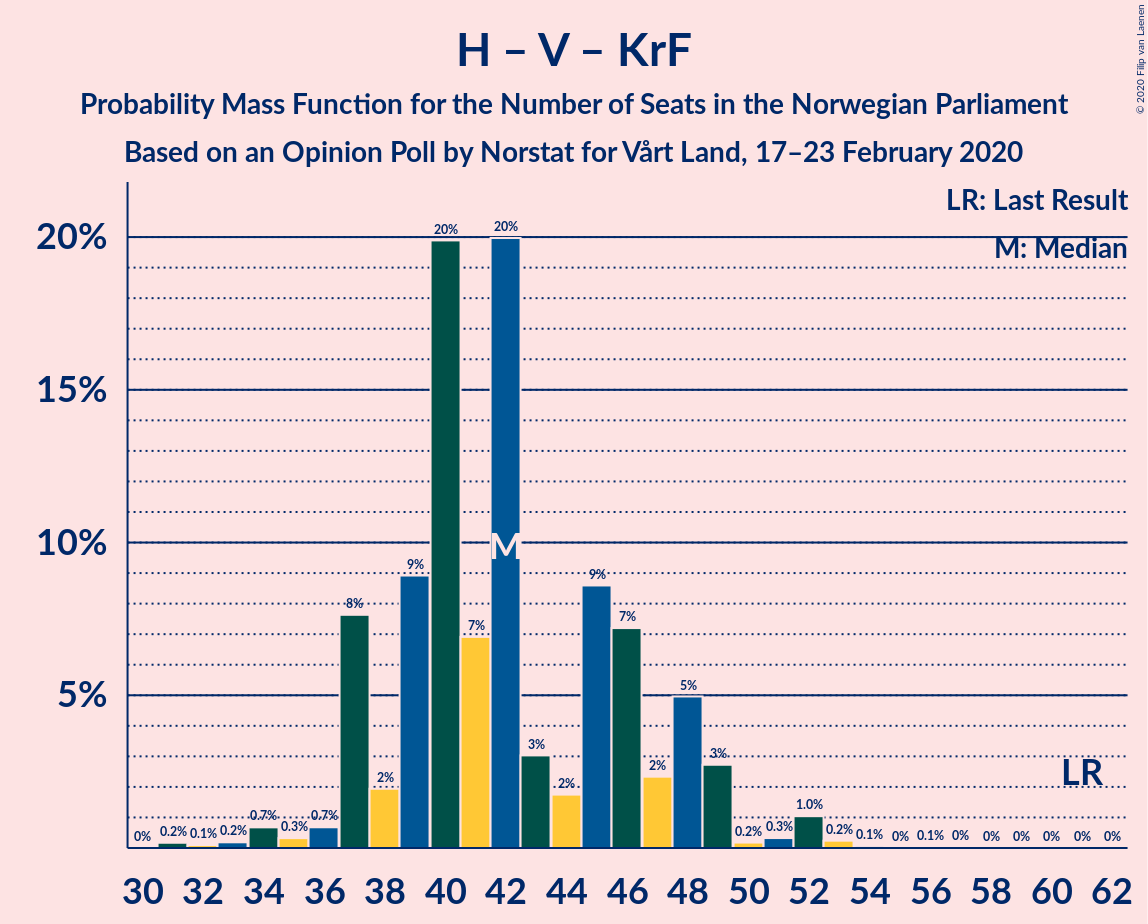 H – V – KrF
Probability Mass Function for the Number of Seats in the Norwegian Parliament
Based on an Opinion Poll by Norstat for Vårt Land, 17–23 February 2020
© 2020 Filip van Laenen
LR: Last Result
M: Median
20%
15%
10%
5%
0% 0.2% 0.1% 0.2% 0.7% 0.3% 0.7% 8% 2% 9% 20% 7% 20% 3% 2% 9% 7% 2% 5% 3% 0.2% 0.3% 1.0% 0.2% 0.1% 0% 0.1% 0% 0% 0% 0% 0% 0%
M
LR
30 32 34 36 38 40 42 44 46 48 50 52 54 56 58 60 62